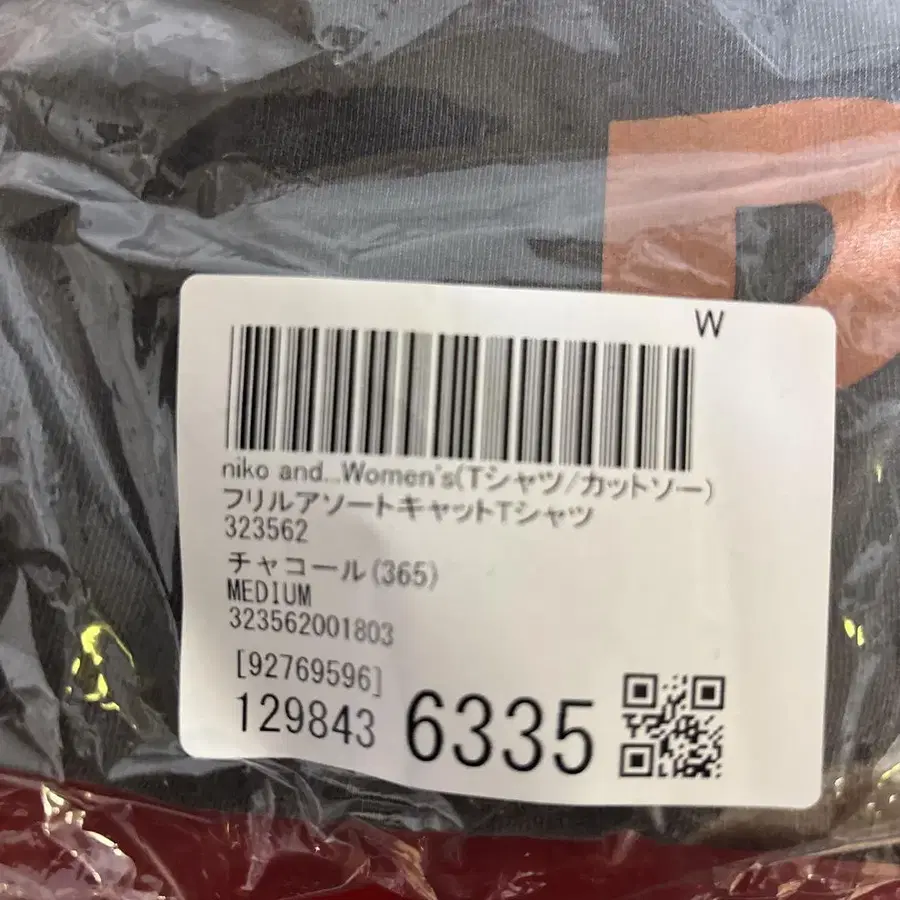 W
niko and...Women's(Tシャツ/カットソー)
フリルアソートキャットTシャツ
323562
チャコール(365)
MEDIUM
323562001803
[92769596]
129843 6335